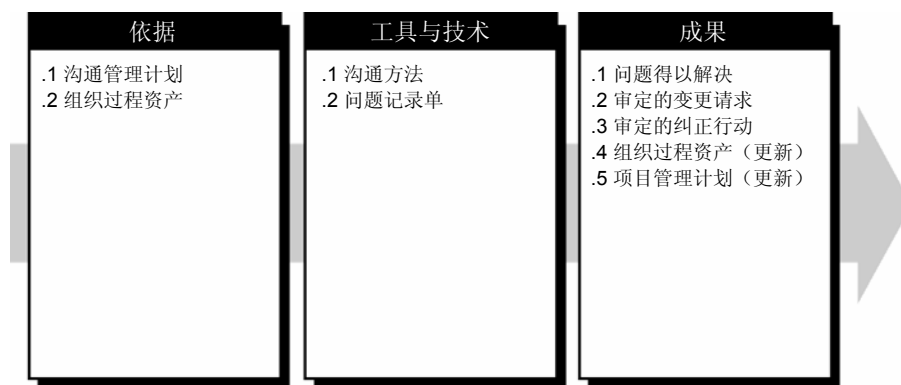 依据
.1 沟通管理计划
.2 组织过程资产
工具与技术
.1 沟通方法
.2 问题记录单
成果
.1 问题得以解决
.2 审定的变更请求
.3 审定的纠正行动
.4 组织过程资产（更新）
.5 项目管理计划（更新）